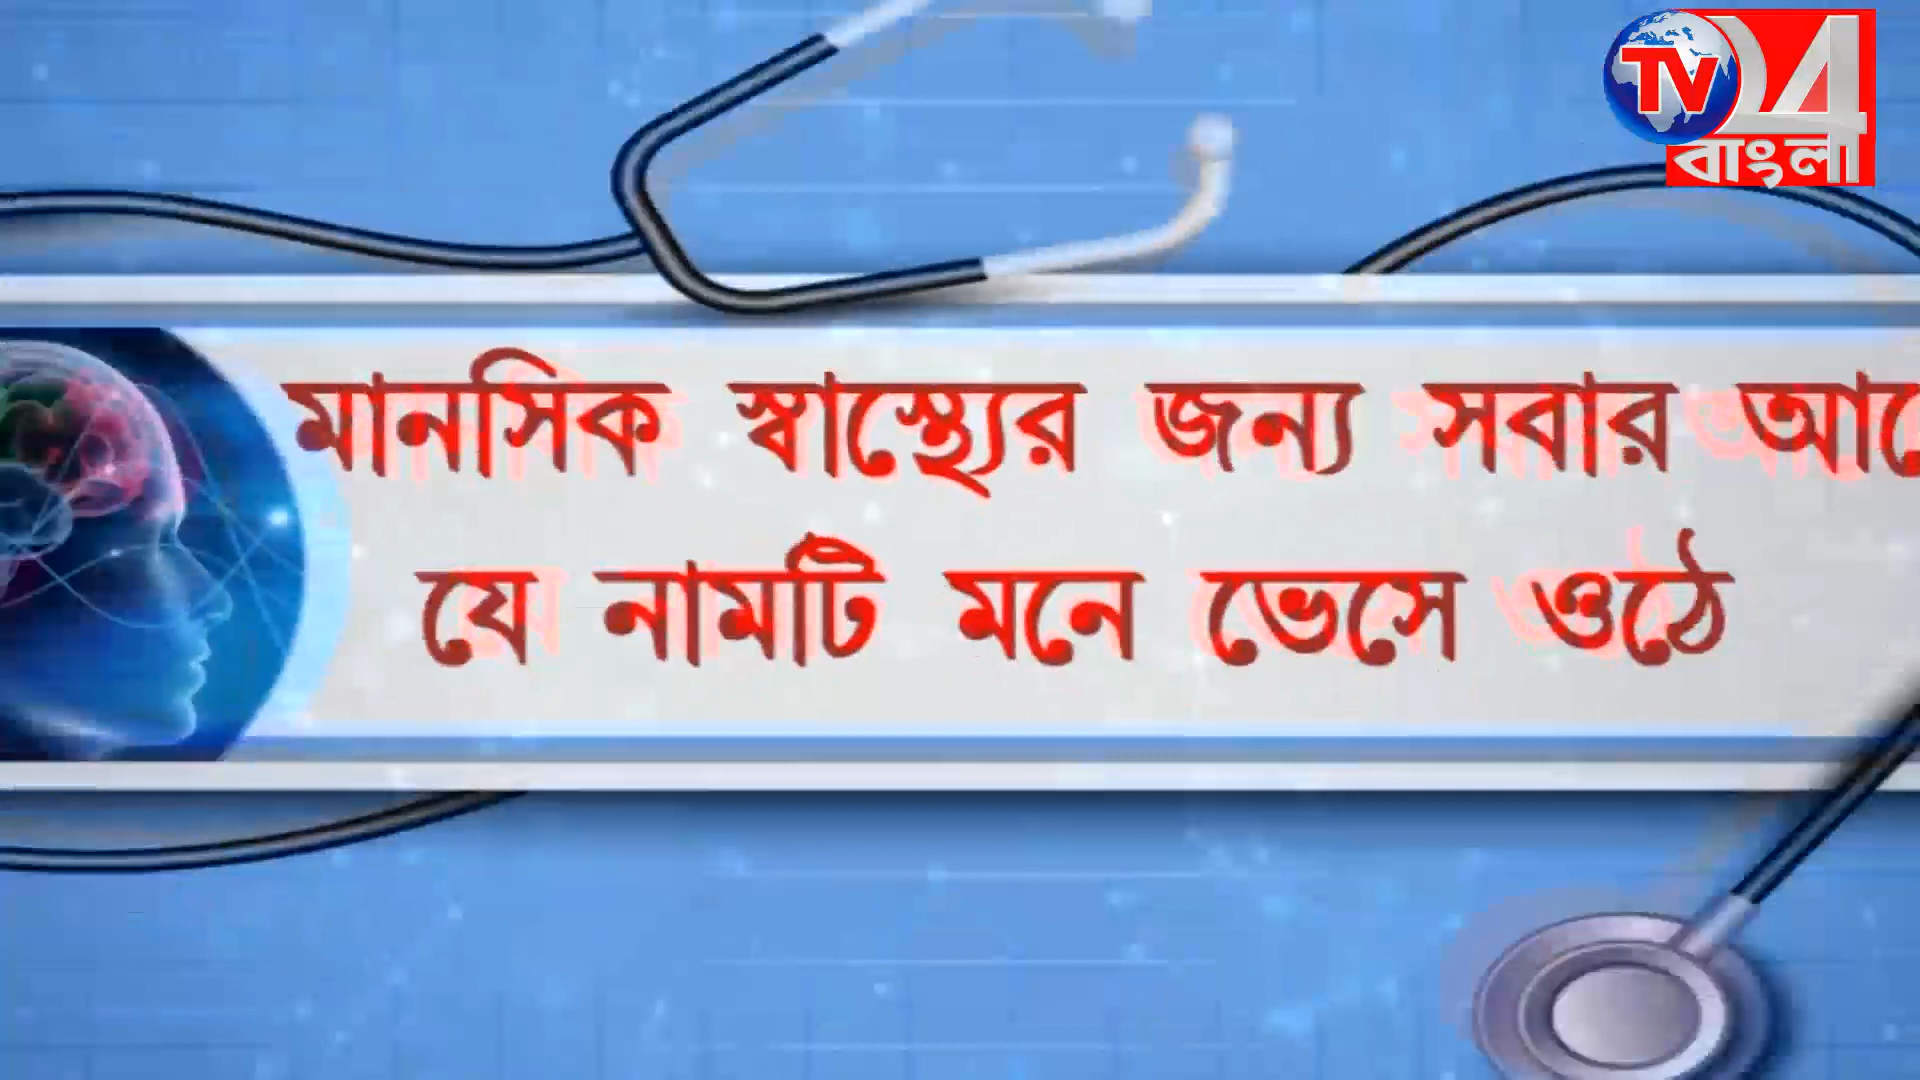 TV 24
বাংলা
মানসিক স্বাস্থ্যের জন্য সবার
যে নামটি মনে ভেসে ওঠে